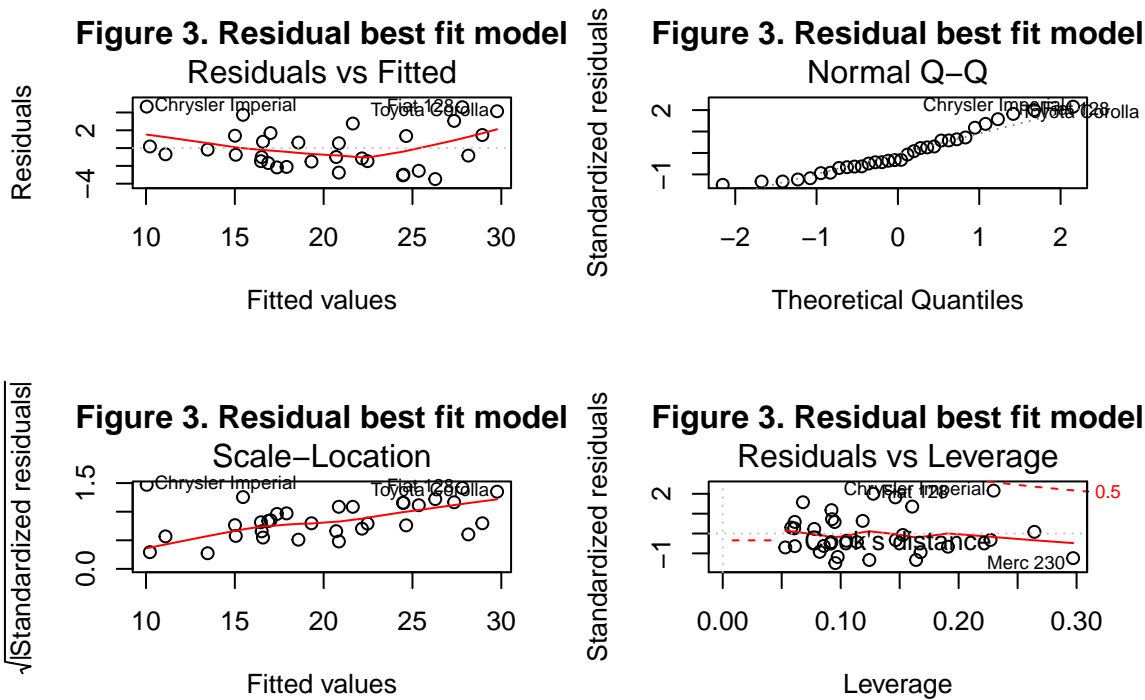 Figure 3. Residual best fit model
Residuals vs Fitted
Residuals
2
−4
Chrysler Imperial
Fiat 128
Toyota Corolla
10 15 20 25 30
Fitted values
Figure 3. Residual best fit model
Normal Q−Q
Standardized residuals
2
−1
Chrysler Imperial
Fiat 128
Toyota Corolla
−2 −1 0 1 2
Theoretical Quantiles
Figure 3. Residual best fit model
Scale−Location
√|Standardized residuals|
1.5
0.0
Chrysler Imperial
Fiat 128
Toyota Corolla
10 15 20 25 30
Fitted values
Figure 3. Residual best fit model
Residuals vs Leverage
Standardized residuals
2
−1
Chrysler Imperial
Fiat 128
0.5
Cook's distance
Merc 230
0.00 0.10 0.20 0.30
Leverage